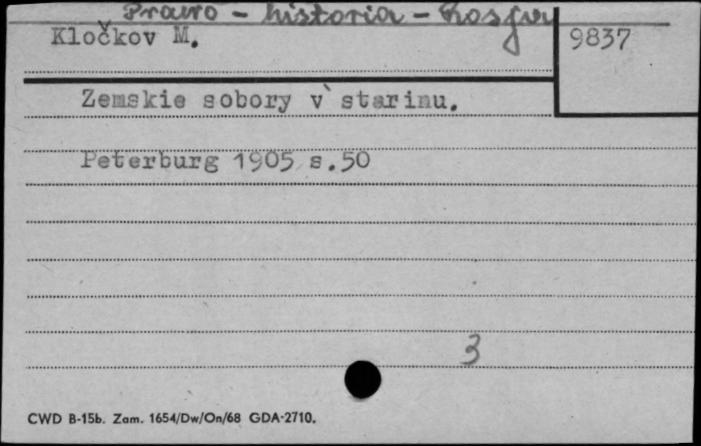 Prawo - historia - Rosja
Kločkov M.
9837
Zemskie sobory v` starinu.
Peterburg 1905 s.50
3
CWD B-15b. Zam. 1654/Dw/On/68 GDA-2710.